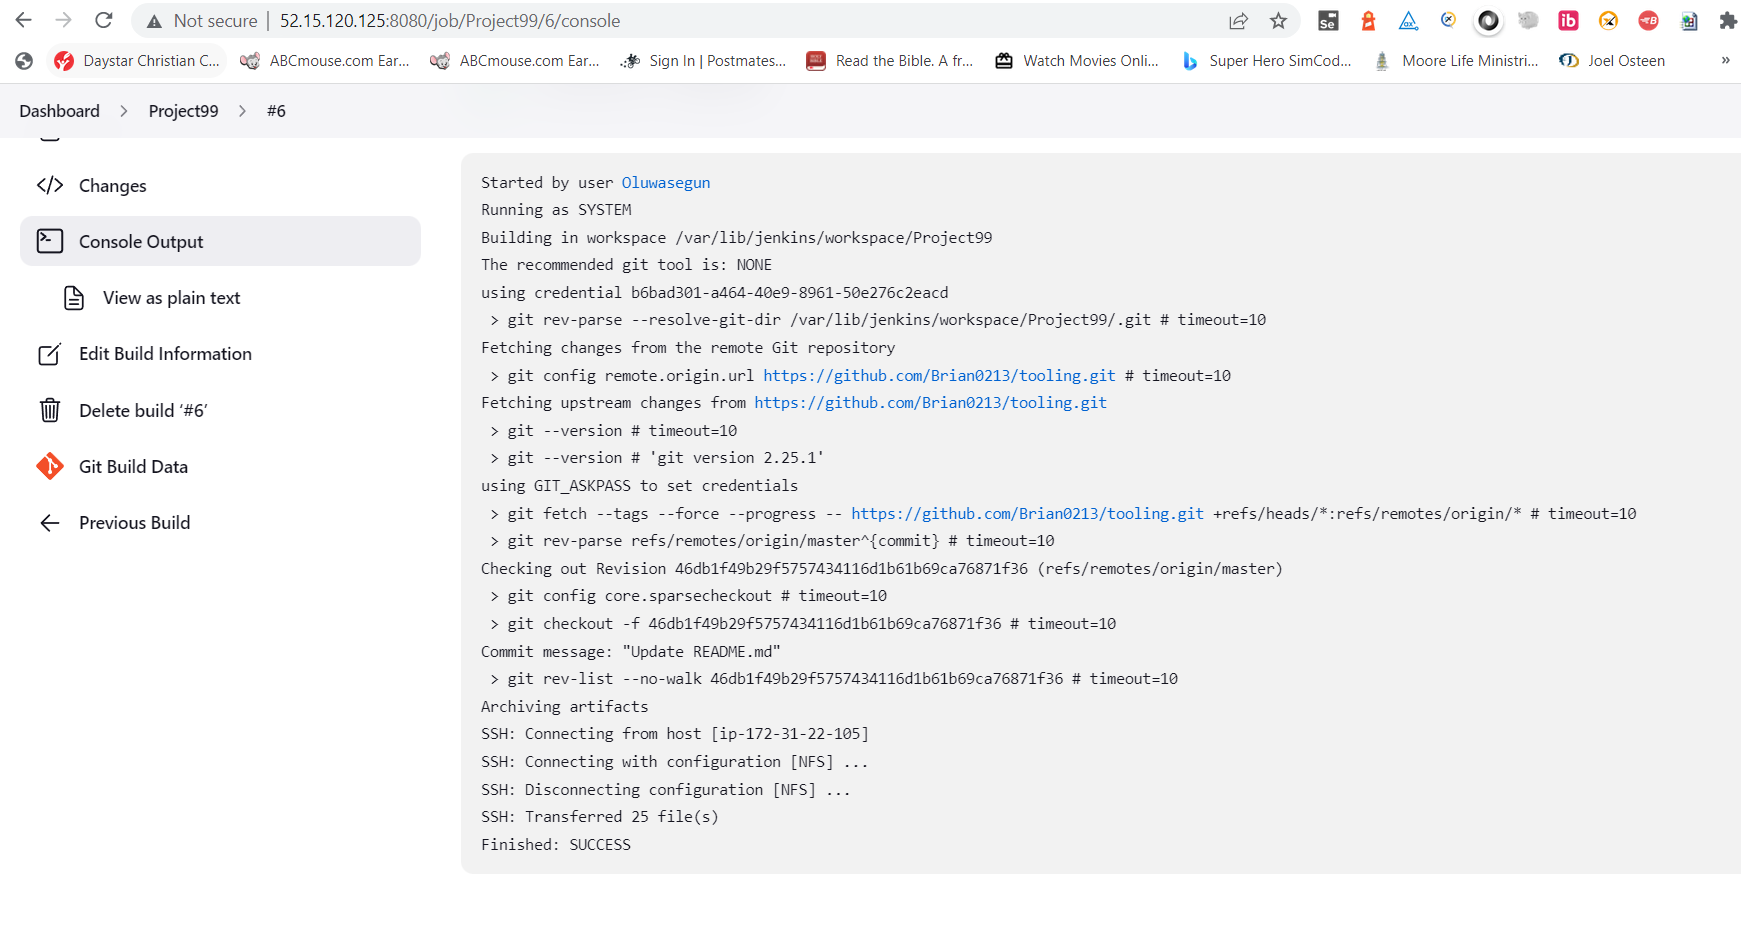 Not secure | 52.15.120.125:8080/job/Project99/6/console
Daystar Christian C... ABCmouse.com Ear... ABCmouse.com Ear... Sign In | Postmates... Read the Bible. A fr... Watch Movies Onli... Super Hero SimCod... Moore Life Ministri... Joel Osteen »
Dashboard > Project99 > #6
Changes
Console Output
View as plain text
Edit Build Information
Delete build ‘#6’
Git Build Data
Previous Build
Started by user Oluwasegun
Running as SYSTEM
Building in workspace /var/lib/jenkins/workspace/Project99
The recommended git tool is: NONE
using credential b6bad301-a464-40e9-8961-50e276c2eacd
> git rev-parse --resolve-git-dir /var/lib/jenkins/workspace/Project99/.git # timeout=10
Fetching changes from the remote Git repository
> git config remote.origin.url https://github.com/Brian0213/tooling.git # timeout=10
Fetching upstream changes from https://github.com/Brian0213/tooling.git
> git --version # timeout=10
> git --version # 'git version 2.25.1'
using GIT_ASKPASS to set credentials
> git fetch --tags --force --progress -- https://github.com/Brian0213/tooling.git +refs/heads/*:refs/remotes/origin/* # timeout=10
> git rev-parse refs/remotes/origin/master^{commit} # timeout=10
Checking out Revision 46db1f49b29f5757434116d1b61b69ca76871f36 (refs/remotes/origin/master)
> git config core.sparsecheckout # timeout=10
> git checkout -f 46db1f49b29f5757434116d1b61b69ca76871f36 # timeout=10
Commit message: "Update README.md"
> git rev-list --no-walk 46db1f49b29f5757434116d1b61b69ca76871f36 # timeout=10
Archiving artifacts
SSH: Connecting from host [ip-172-31-22-105]
SSH: Connecting with configuration [NFS] ...
SSH: Disconnecting configuration [NFS] ...
SSH: Transferred 25 file(s)
Finished: SUCCESS